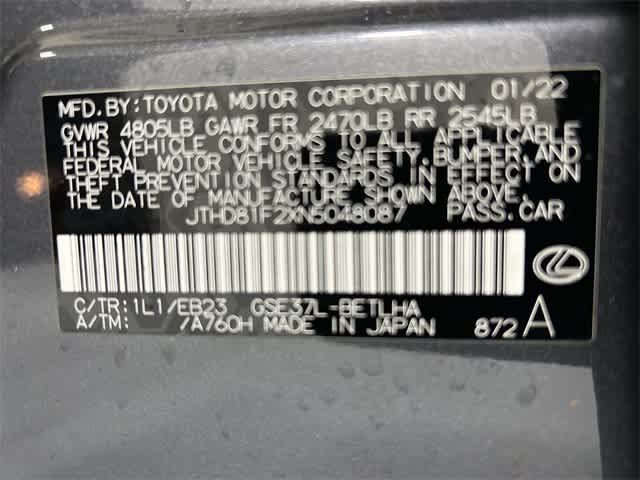 MFD. BY: TOYOTA MOTOR CORPORATION 01/22
GVWR 4805LB GAWR FR 2470LB RR 2545LB
THIS VEHICLE CONFORMS TO ALL APPLICABLE
FEDERAL MOTOR VEHICLE SAFETY, BUMPER, AND
THEFT PREVENTION STANDARDS IN EFFECT ON
THE DATE OF MANUFACTURE SHOWN ABOVE.
JTHD81F2XN5048087 PASS. CAR
C/TR: 1L1/EB23 GSE37L-BETLHA
A/TM: /A760H MADE IN JAPAN 872 A